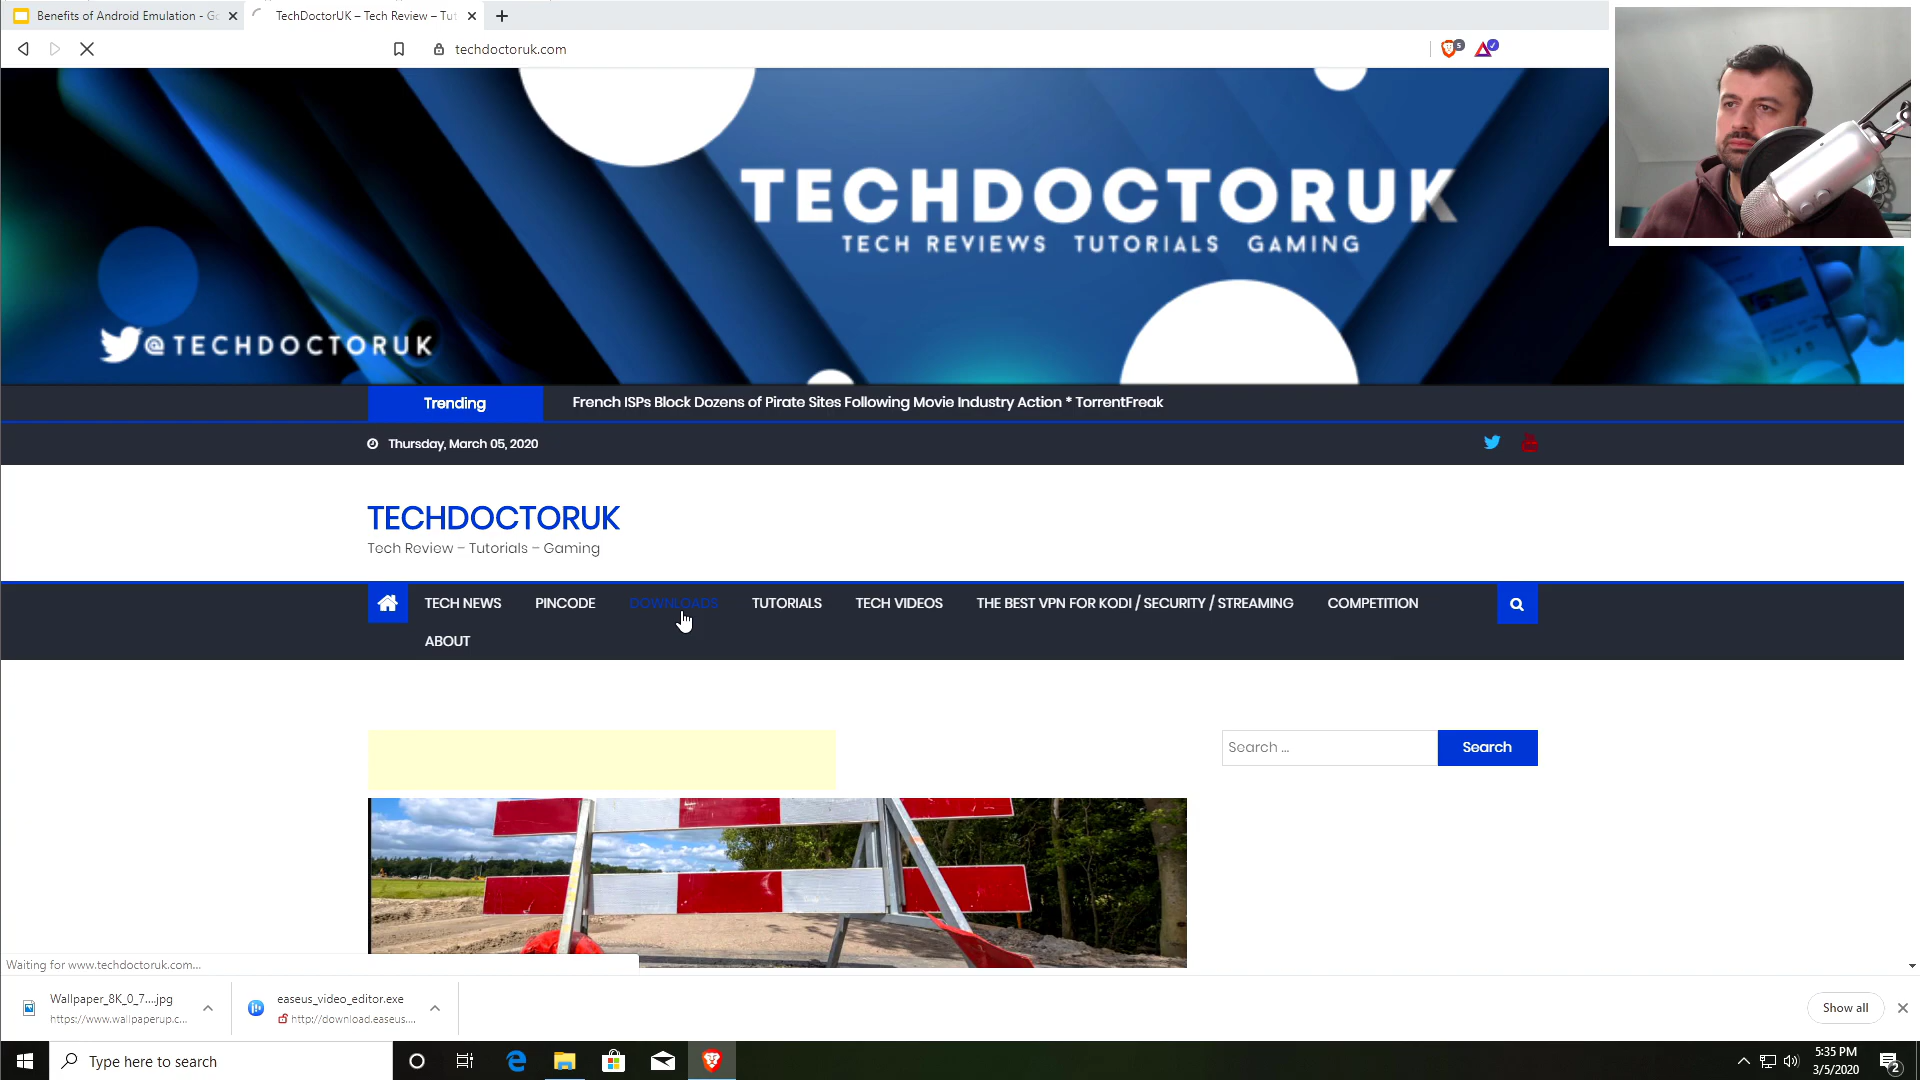 Benefits of Android Emulation - Go
TechDoctorUK – Tech Review – Tut
techdoctoruk.com
5
TECHDOCTORUK
TECH REVIEWS TUTORIALS GAMING
@TECHDOCTORUK
Trending
French ISPs Block Dozens of Pirate Sites Following Movie Industry Action * TorrentFreak
Thursday, March 05, 2020
TECHDOCTORUK
Tech Review – Tutorials – Gaming
TECH NEWS
PINCODE
DOWNLOADS
TUTORIALS
TECH VIDEOS
THE BEST VPN FOR KODI / SECURITY / STREAMING
COMPETITION
ABOUT
Search ...
Search
Waiting for www.techdoctoruk.com...
Wallpaper_8K_0_7....jpg
https://www.wallpaperup.c...
easeus_video_editor.exe
http://download.easeus....
Show all
Type here to search
5:35 PM
3/5/2020
2